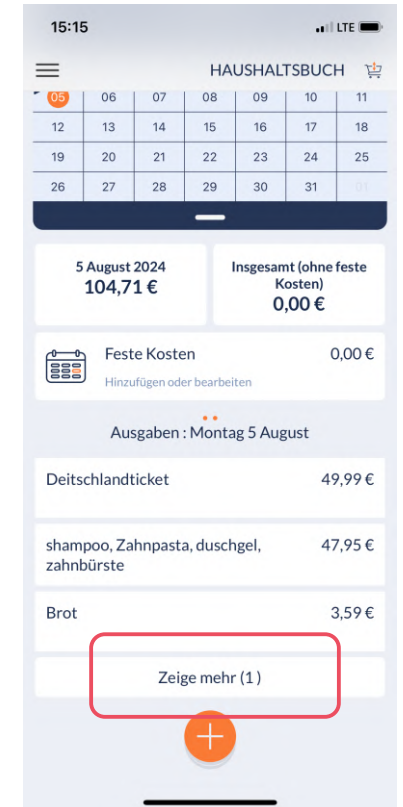 15:15 LTE
HAUSHALTSBUCH
05 06 07 08 09 10 11
12 13 14 15 16 17 18
19 20 21 22 23 24 25
26 27 28 29 30 31 01
5 August 2024
104,71 €
Insgesamt (ohne feste
Kosten)
0,00 €
Feste Kosten 0,00 €
Hinzufügen oder bearbeiten
Ausgaben : Montag 5 August
Deitschlandticket 49,99 €
shampoo, Zahnpasta, duschgel, 47,95 €
zahnbürste
Brot 3,59 €
Zeige mehr (1)